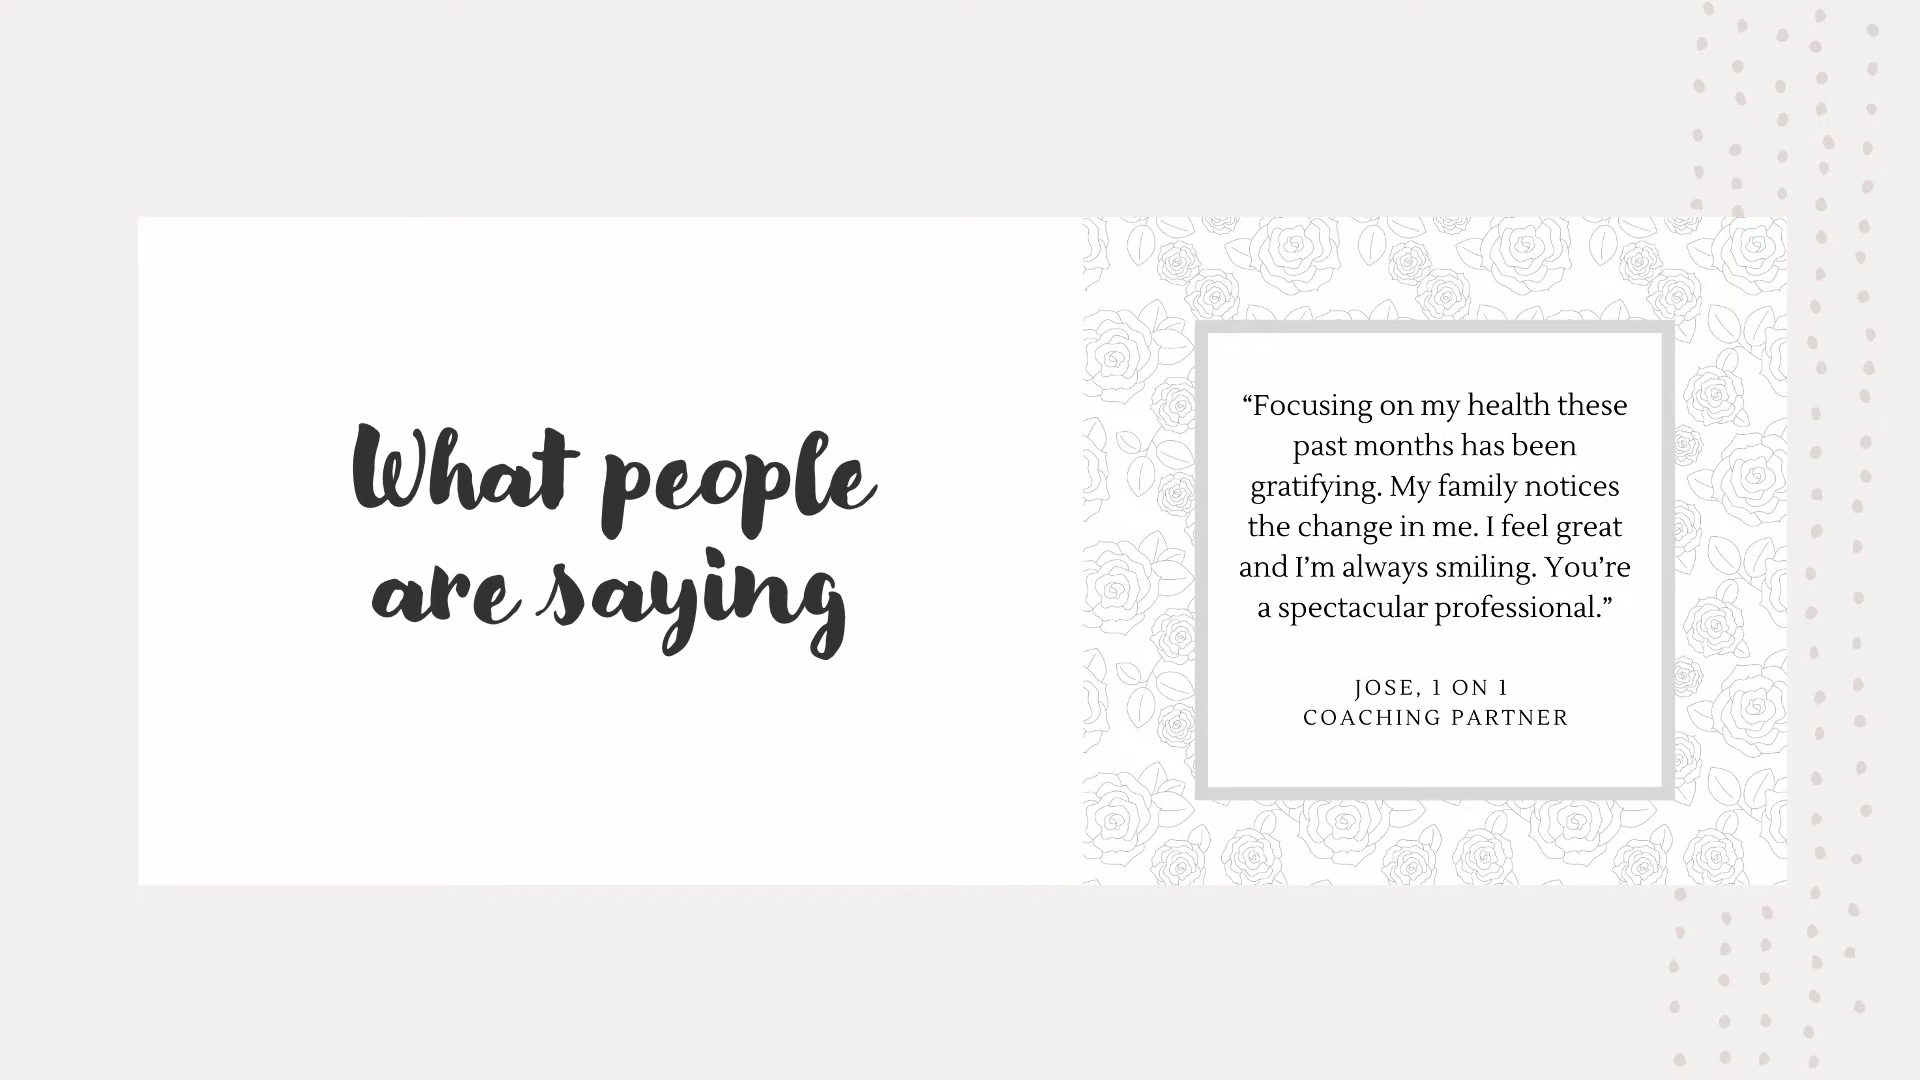 What people
are saying
“Focusing on my health these
past months has been
gratifying. My family notices
the change in me. I feel great
and I’m always smiling. You’re
a spectacular professional.”
JOSE, 1 ON 1
COACHING PARTNER